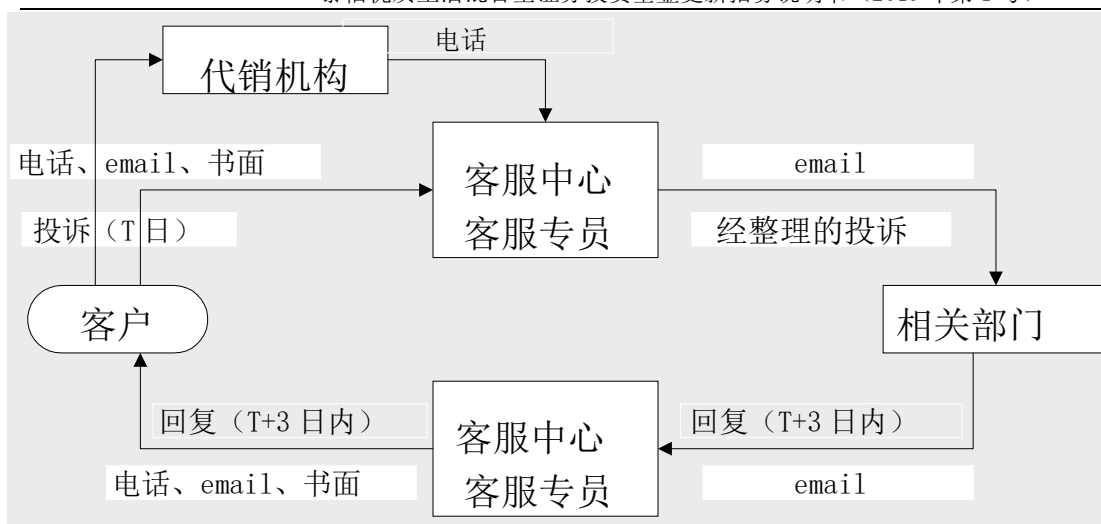 电话
代销机构
电话、email、书面
客服中心
客服专员
email
投诉（T 日）
经整理的投诉
客户
相关部门
回复（T+3 日内）
客服中心
客服专员
回复（T+3 日内）
电话、email、书面
email